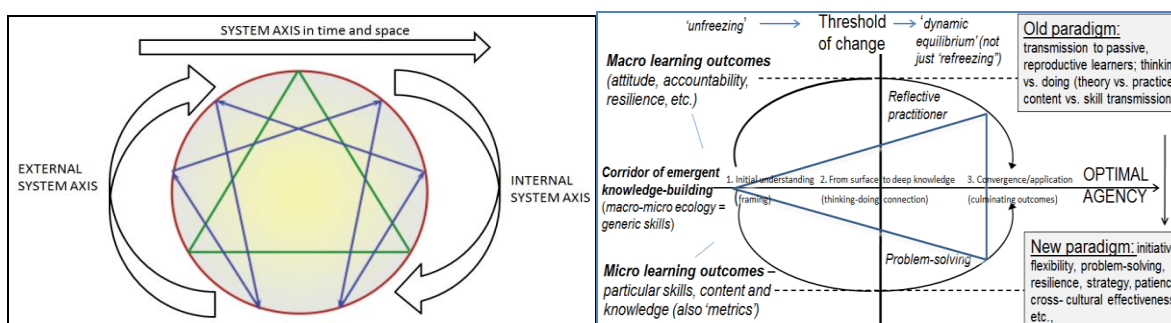 SYSTEM AXIS in time and space
EXTERNAL
SYSTEM AXIS
INTERNAL
SYSTEM AXIS
'unfreezing'
Threshold
of change
'dynamic
equilibrium' (not
just 'refreezing")
Macro learning outcomes
(attitude, accountability,
resilience, etc.)
Reflective
practitioner
Old paradigm:
transmission to passive,
reproductive learners; thinking
vs. doing (theory vs. practice
content vs. skill transmission
Corridor of emergent
knowledge-building
(macro-micro ecology =
generic skills)
1. Initial understanding
(framing)
2. From surface to deep knowledge
(thinking-doing connection)
3. Convergence/application
(culminating outcomes)
OPTIMAL
AGENCY
Micro learning outcomes –
particular skills, content and
knowledge (also 'metrics')
Problem-solving
New paradigm: initiativ
flexibility, problem-solving,
resilience, strategy, patienc
cross- cultural effectiveness
etc.,